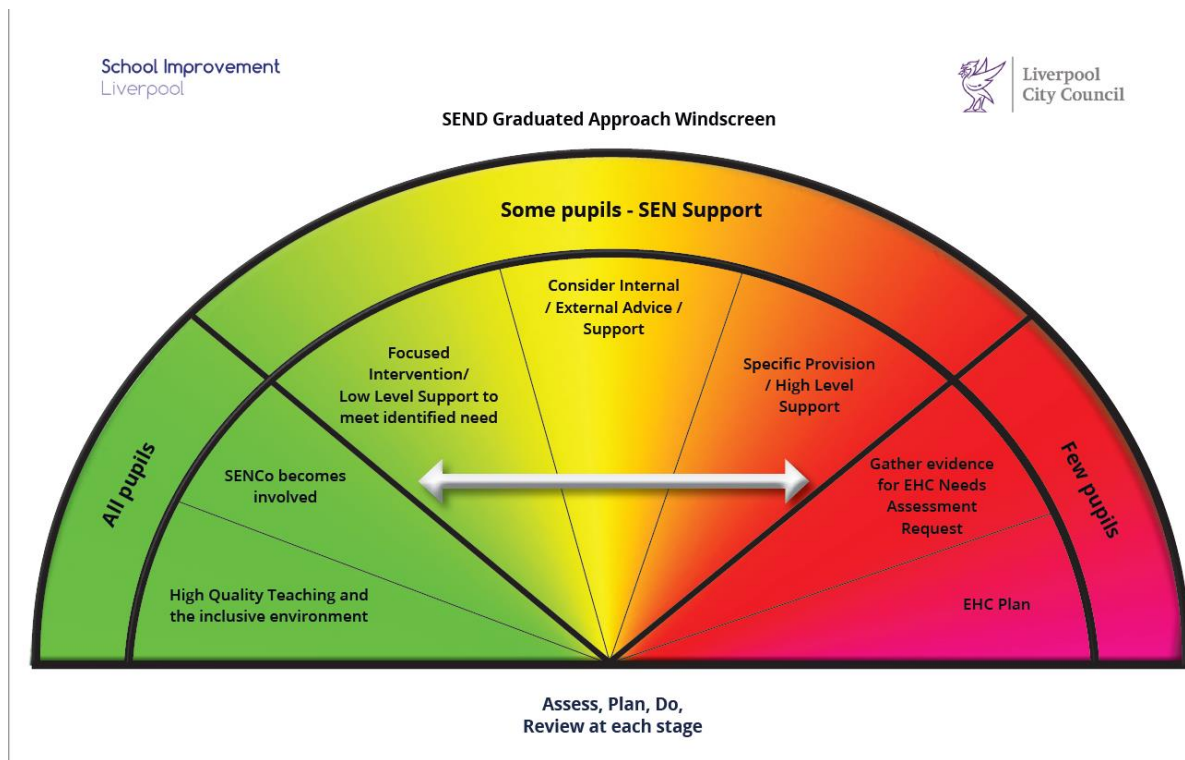 School Improvement
Liverpool
Liverpool
City Council
SEND Graduated Approach Windscreen
Some pupils - SEN Support
All pupils
Few pupils
High Quality Teaching and
the inclusive environment
SENCo becomes
involved
Focused
Intervention/
Low Level Support to
meet identified need
Consider Internal
/ External Advice /
Support
Specific Provision
/ High Level
Support
Gather evidence
for EHC Needs
Assessment
Request
EHC Plan
Assess, Plan, Do,
Review at each stage